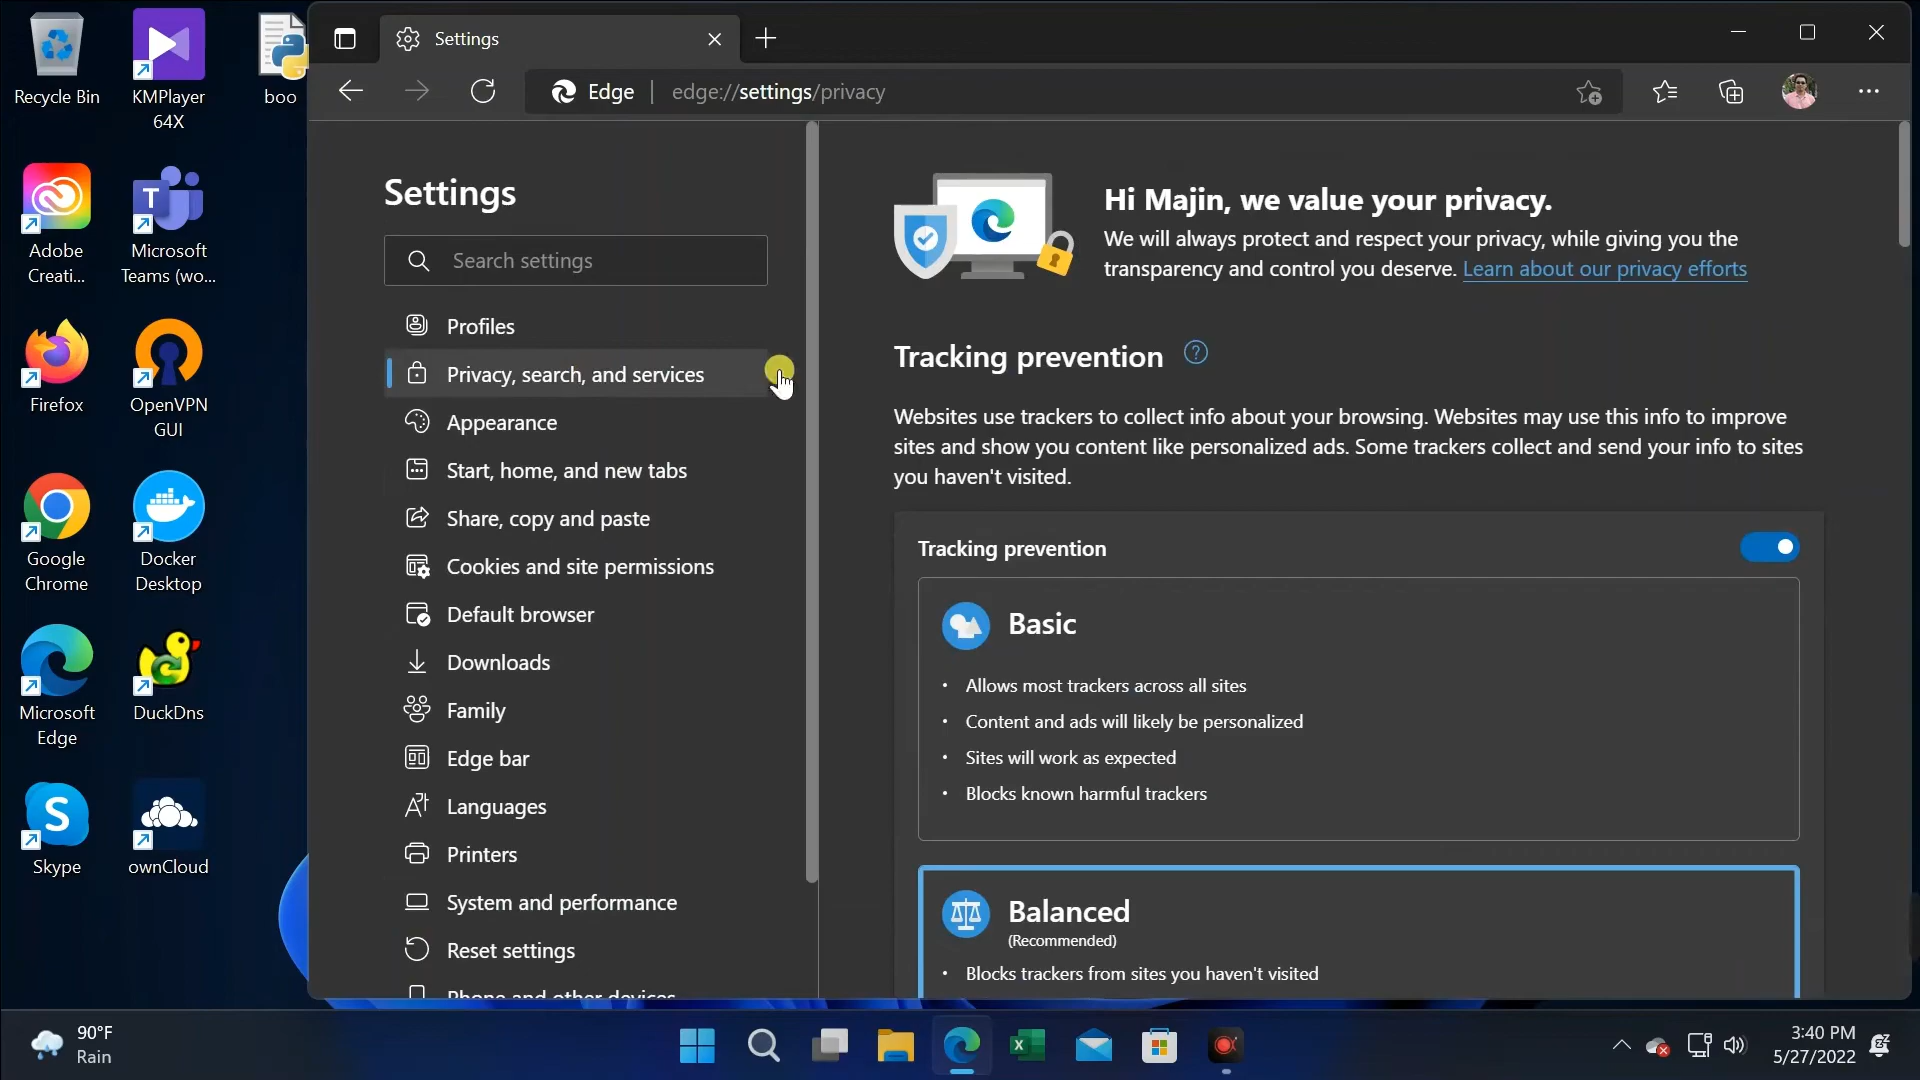 Recycle Bin
KMPlayer
64X
boo
Adobe
Creati...
Microsoft
Teams (wo...
Firefox
OpenVPN
GUI
Google
Chrome
Docker
Desktop
Microsoft
Edge
DuckDns
Skype
ownCloud
Settings
Edge
edge://settings/privacy
Settings
Search settings
Profiles
Privacy, search, and services
Appearance
Start, home, and new tabs
Share, copy and paste
Cookies and site permissions
Default browser
Downloads
Family
Edge bar
Languages
Printers
System and performance
Reset settings
Phone and other devices
Hi Majin, we value your privacy.
We will always protect and respect your privacy, while giving you the
transparency and control you deserve. Learn about our privacy efforts
Tracking prevention
Websites use trackers to collect info about your browsing. Websites may use this info to improve
sites and show you content like personalized ads. Some trackers collect and send your info to sites
you haven't visited.
Tracking prevention
Basic
• Allows most trackers across all sites
• Content and ads will likely be personalized
• Sites will work as expected
• Blocks known harmful trackers
Balanced
(Recommended)
• Blocks trackers from sites you haven't visited
90°F
Rain
3:40 PM
5/27/2022